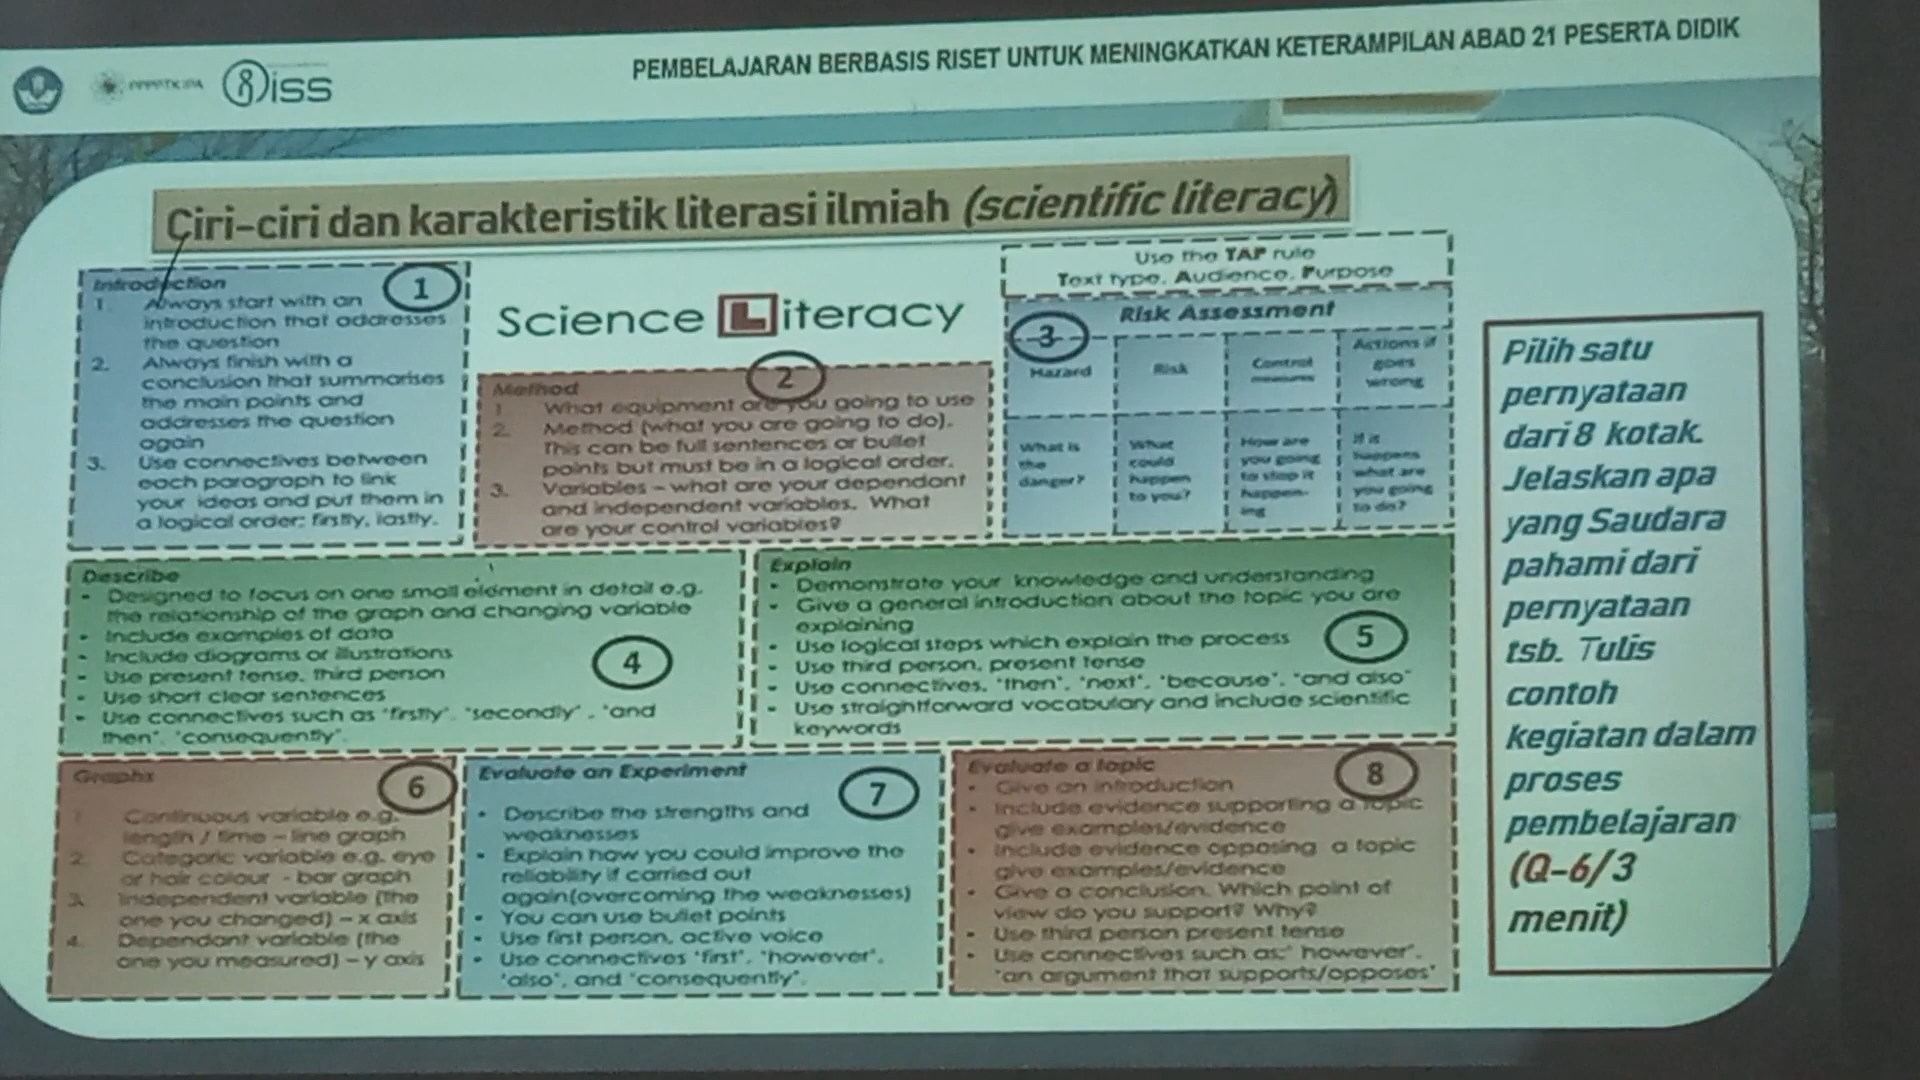 PPPPTK IPA
8iss
PEMBELAJARAN BERBASIS RISET UNTUK MENINGKATKAN KETERAMPILAN ABAD 21 PESERTA DIDIK
Ciri-ciri dan karakteristik literasi ilmiah (scientific literacy)
Introduction
1
1. Always start with an
introduction that addresses
the question
2. Always finish with a
conclusion that summarises
the main points and
addresses the question
again
3. Use connectives between
each paragraph to link
your ideas and put them in
a logical order: firstly, lastly.
Science Literacy
2
Method
1 What equipment are you going to use
2. Method (what you are going to do).
This can be full sentences or bullet
points but must be in a logical order.
3. Variables – what are your dependant
and independent variables. What
are your control variables?
Use the TAP rule
Text type, Audience, Purpose
Risk Assessment
3
Hazard
Risk
Control
measures
Actions if
goes
wrong
What is
the
danger?
What
could
happen
to you?
How are
you going
to stop it
happen-
ing
If it
happens
what are
you going
to do?
Describe
- Designed to focus on one small element in detail e.g.
the relationship of the graph and changing variable
- Include examples of data
- Include diagrams or illustrations
- Use present tense, third person
- Use short clear sentences
- Use connectives such as "firstly", "secondly", "and
then", "consequently".
4
Explain
• Demonstrate your knowledge and understanding
• Give a general introduction about the topic you are
explaining
• Use logical steps which explain the process
• Use third person, present tense
• Use connectives, "then", "next", "because", "and also"
• Use straightforward vocabulary and include scientific
keywords
5
Graphs
6
1 Continuous variable e.g.
length / time – line graph
2 Categoric variable e.g. eye
or hair colour - bar graph
3. Independent variable (the
one you changed) – x axis
4. Dependant variable (the
one you measured) – y axis
Evaluate an Experiment
7
• Describe the strengths and
weaknesses
• Explain how you could improve the
reliability if carried out
again(overcoming the weaknesses)
• You can use bullet points
• Use first person, active voice
• Use connectives "first", "however",
"also", and "consequently".
Evaluate a topic
8
• Give an introduction
• Include evidence supporting a topic
give examples/evidence
• Include evidence opposing a topic
give examples/evidence
• Give a conclusion. Which point of
view do you support? Why?
• Use third person present tense
• Use connectives such as:" however",
"an argument that supports/opposes"
Pilih satu
pernyataan
dari 8 kotak.
Jelaskan apa
yang Saudara
pahami dari
pernyataan
tsb. Tulis
contoh
kegiatan dalam
proses
pembelajaran
(Q-6/3
menit)